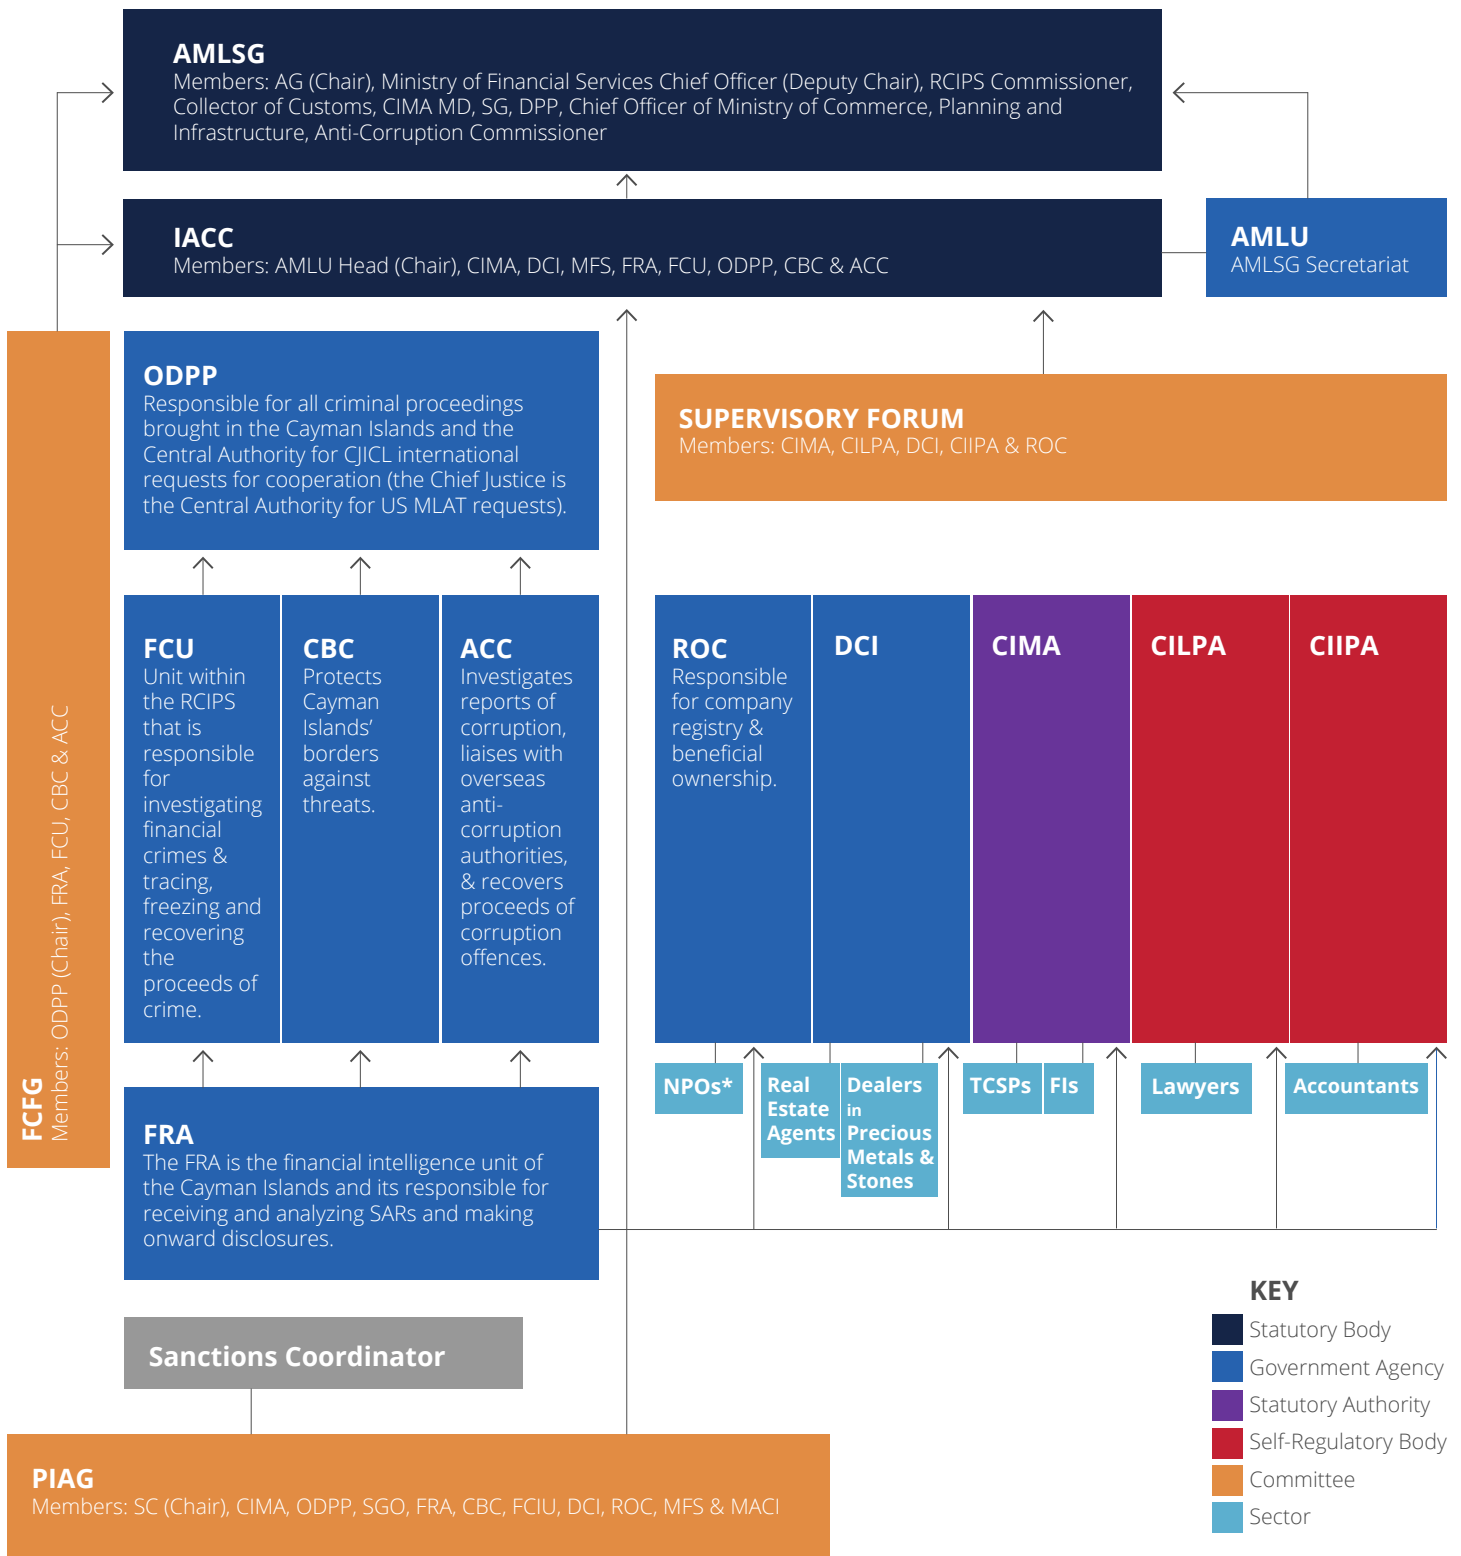 AMLSG
Members: AG (Chair), Ministry of Financial Services Chief Officer (Deputy Chair), RCIPS Commissioner,
Collector of Customs, CIMA MD, SG, DPP, Chief Officer of Ministry of Commerce, Planning and
Infrastructure, Anti-Corruption Commissioner
IACC
Members: AMLU Head (Chair), CIMA, DCI, MFS, FRA, FCU, ODPP, CBC & ACC
AMLU
AMLSG Secretariat
FCFG
Members: ODPP (Chair), FRA, FCU, CBC & ACC
ODPP
Responsible for all criminal proceedings
brought in the Cayman Islands and the
Central Authority for CJICL international
requests for cooperation (the Chief Justice is
the Central Authority for US MLAT requests).
SUPERVISORY FORUM
Members: CIMA, CILPA, DCI, CIIPA & ROC
FCU
Unit within
the RCIPS
that is
responsible
for
investigating
financial
crimes &
tracing,
freezing and
recovering
the
proceeds of
crime.
CBC
Protects
Cayman
Islands’
borders
against
threats.
ACC
Investigates
reports of
corruption,
liaises with
overseas
anti-
corruption
authorities,
& recovers
proceeds of
corruption
offences.
ROC
Responsible
for company
registry &
beneficial
ownership.
DCI
CIMA
CILPA
CIIPA
NPOs*
Real
Estate
Agents
Dealers
in
Precious
Metals &
Stones
TCSPs
FIs
Lawyers
Accountants
FRA
The FRA is the financial intelligence unit of
the Cayman Islands and its responsible for
receiving and analyzing SARs and making
onward disclosures.
Sanctions Coordinator
PIAG
Members: SC (Chair), CIMA, ODPP, SGO, FRA, CBC, FCIU, DCI, ROC, MFS & MACI
KEY
Statutory Body
Government Agency
Statutory Authority
Self-Regulatory Body
Committee
Sector